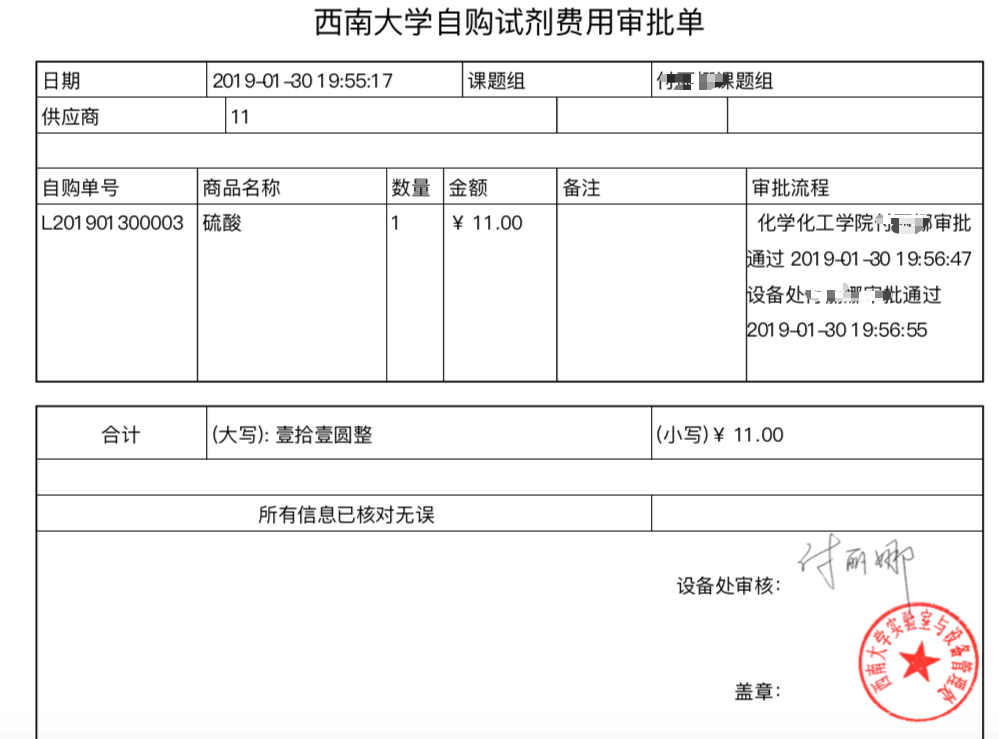 西南大学自购试剂费用审批单
日期 2019-01-30 19:55:17 课题组 付 课题组
供应商 11
自购单号 商品名称 数量 金额 备注 审批流程
L201901300003 硫酸 1 ¥ 11.00 化学化工学院 审批
通过 2019-01-30 19:56:47
设备处 审批通过
2019-01-30 19:56:55
合计 (大写): 壹拾壹圆整 (小写) ¥ 11.00
所有信息已核对无误
设备处审核: 付丽娜
西南大学实验室与设备管理处
盖章: